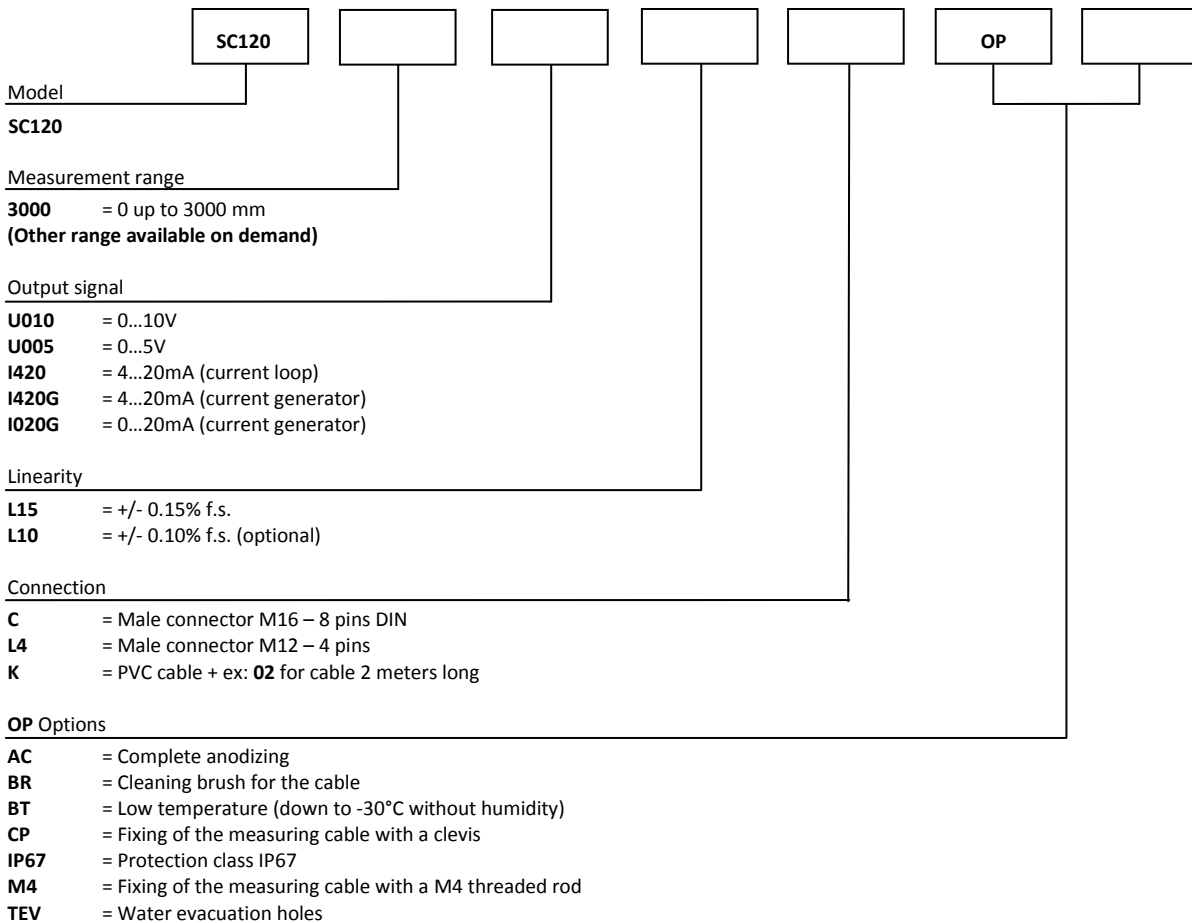 SC120 OP
Model
SC120
Measurement range
3000 = 0 up to 3000 mm
(Other range available on demand)
Output signal
U010 = 0...10V
U005 = 0...5V
I420 = 4...20mA (current loop)
I420G = 4...20mA (current generator)
I020G = 0...20mA (current generator)
Linearity
L15 = +/- 0.15% f.s.
L10 = +/- 0.10% f.s. (optional)
Connection
C = Male connector M16 – 8 pins DIN
L4 = Male connector M12 – 4 pins
K = PVC cable + ex: 02 for cable 2 meters long
OP Options
AC = Complete anodizing
BR = Cleaning brush for the cable
BT = Low temperature (down to -30°C without humidity)
CP = Fixing of the measuring cable with a clevis
IP67 = Protection class IP67
M4 = Fixing of the measuring cable with a M4 threaded rod
TEV = Water evacuation holes